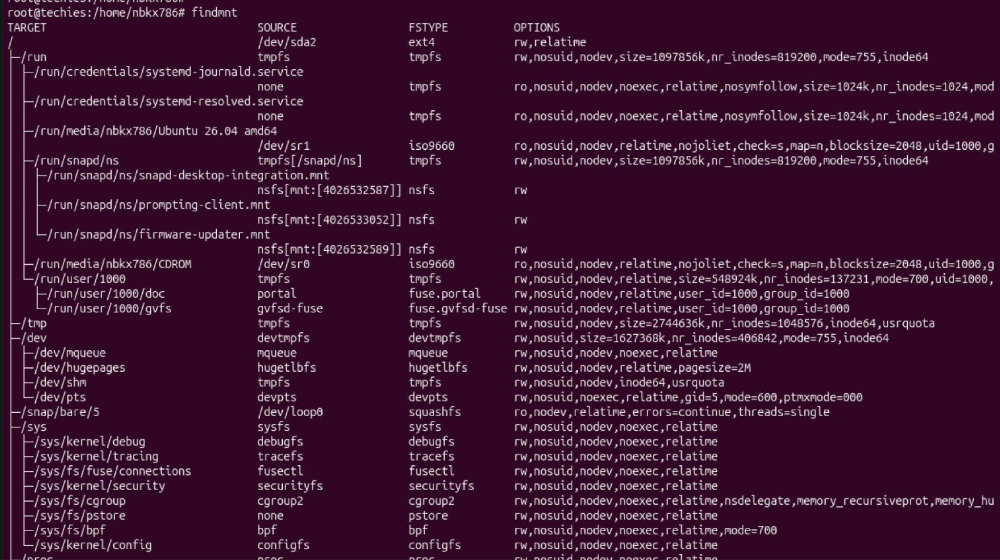 root@techies:/home/nbkx786# findmnt
TARGET SOURCE FSTYPE OPTIONS
/ /dev/sda2 ext4 rw,relatime
├─/run tmpfs tmpfs rw,nosuid,nodev,size=1097856k,nr_inodes=819200,mode=755,inode64
│ ├─/run/credentials/systemd-journald.service
│ │ none tmpfs ro,nosuid,nodev,noexec,relatime,nosymfollow,size=1024k,nr_inodes=1024,mod
│ ├─/run/credentials/systemd-resolved.service
│ │ none tmpfs ro,nosuid,nodev,noexec,relatime,nosymfollow,size=1024k,nr_inodes=1024,mod
│ ├─/run/media/nbkx786/Ubuntu 26.04 amd64
│ │ /dev/sr1 iso9660 ro,nosuid,nodev,relatime,nojoliet,check=s,map=n,blocksize=2048,uid=1000,g
│ ├─/run/snapd/ns tmpfs[/snapd/ns] tmpfs rw,nosuid,nodev,size=1097856k,nr_inodes=819200,mode=755,inode64
│ │ ├─/run/snapd/ns/snapd-desktop-integration.mnt
│ │ │ nsfs[mnt:[4026532587]] nsfs rw
│ │ ├─/run/snapd/ns/prompting-client.mnt
│ │ │ nsfs[mnt:[4026533052]] nsfs rw
│ │ └─/run/snapd/ns/firmware-updater.mnt
│ │ nsfs[mnt:[4026532589]] nsfs rw
│ ├─/run/media/nbkx786/CDROM /dev/sr0 iso9660 ro,nosuid,nodev,relatime,nojoliet,check=s,map=n,blocksize=2048,uid=1000,g
│ └─/run/user/1000 tmpfs tmpfs rw,nosuid,nodev,relatime,size=548924k,nr_inodes=137231,mode=700,uid=1000,
│ ├─/run/user/1000/doc portal fuse.portal rw,nosuid,nodev,relatime,user_id=1000,group_id=1000
│ └─/run/user/1000/gvfs gvfsd-fuse fuse.gvfsd-fuse rw,nosuid,nodev,relatime,user_id=1000,group_id=1000
├─/tmp tmpfs tmpfs rw,nosuid,nodev,size=2744636k,nr_inodes=1048576,inode64,usrquota
├─/dev devtmpfs devtmpfs rw,nosuid,size=1627368k,nr_inodes=406842,mode=755,inode64
│ ├─/dev/mqueue mqueue mqueue rw,nosuid,nodev,noexec,relatime
│ ├─/dev/hugepages hugetlbfs hugetlbfs rw,nosuid,nodev,relatime,pagesize=2M
│ ├─/dev/shm tmpfs tmpfs rw,nosuid,nodev,inode64,usrquota
│ └─/dev/pts devpts devpts rw,nosuid,noexec,relatime,gid=5,mode=600,ptmxmode=000
├─/snap/bare/5 /dev/loop0 squashfs ro,nodev,relatime,errors=continue,threads=single
├─/sys sysfs sysfs rw,nosuid,nodev,noexec,relatime
│ ├─/sys/kernel/debug debugfs debugfs rw,nosuid,nodev,noexec,relatime
│ ├─/sys/kernel/tracing tracefs tracefs rw,nosuid,nodev,noexec,relatime
│ ├─/sys/fs/fuse/connections fusectl fusectl rw,nosuid,nodev,noexec,relatime
│ ├─/sys/kernel/security securityfs securityfs rw,nosuid,nodev,noexec,relatime
│ ├─/sys/fs/cgroup cgroup2 cgroup2 rw,nosuid,nodev,noexec,relatime,nsdelegate,memory_recursiveprot,memory_hu
│ ├─/sys/fs/pstore none pstore rw,nosuid,nodev,noexec,relatime
│ ├─/sys/fs/bpf bpf bpf rw,nosuid,nodev,noexec,relatime,mode=700
│ └─/sys/kernel/config configfs configfs rw,nosuid,nodev,noexec,relatime